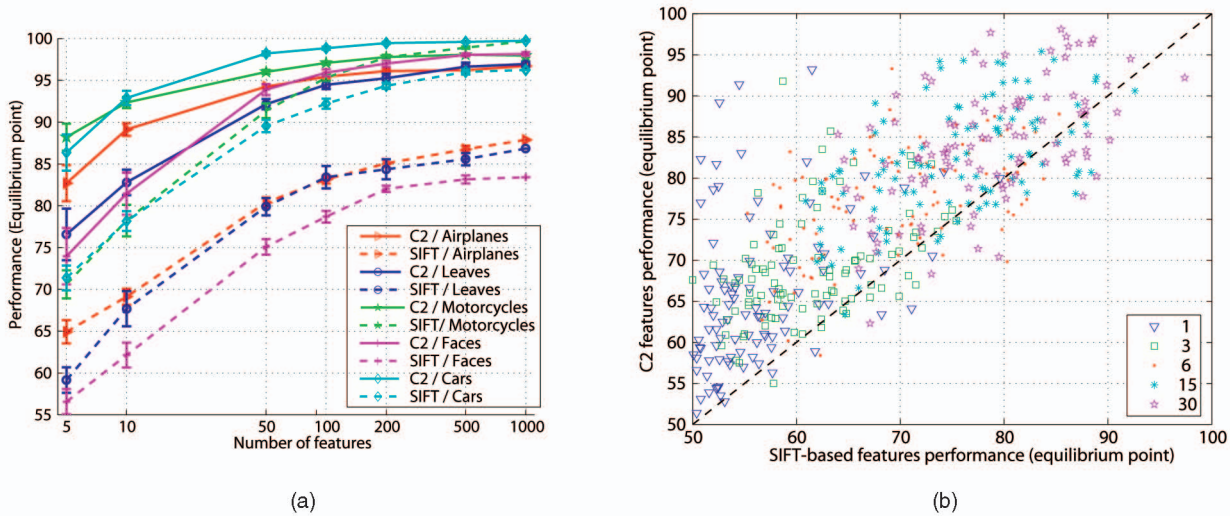 Performance (Equilibrium point)
100
95
90
85
80
75
70
65
60
55
5
10
50
100
200
500
1000
Number of features
C2 / Airplanes
SIFT / Airplanes
C2 / Leaves
SIFT / Leaves
C2 / Motorcycles
SIFT / Motorcycles
C2 / Faces
SIFT / Faces
C2 / Cars
SIFT / Cars
(a)
C2 features performance (equilibrium point)
100
95
90
85
80
75
70
65
60
55
50
50
60
70
80
90
100
SIFT-based features performance (equilibrium point)
1
3
6
15
30
(b)